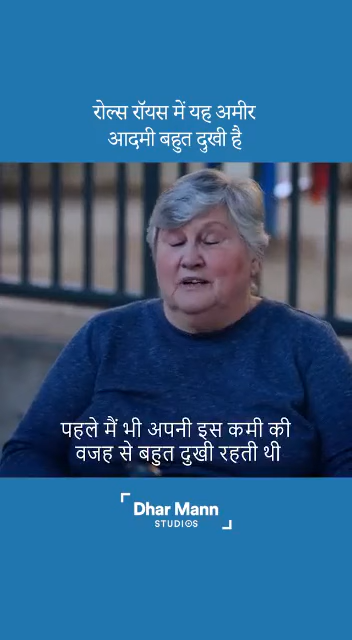 रोल्स रॉयस में यह अमीर
आदमी बहुत दुखी है
पहले मैं भी अपनी इस कमी की
वजह से बहुत दुखी रहती थी
Dhar Mann
STUDIOS